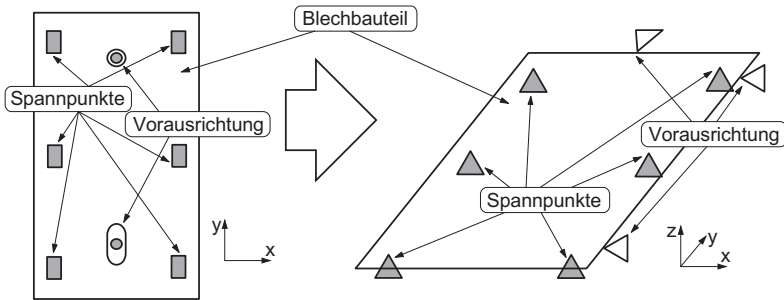 Blechbauteil
Spannpunkte
Vorausrichtung
y
x
Vorausrichtung
Spannpunkte
z
y
x